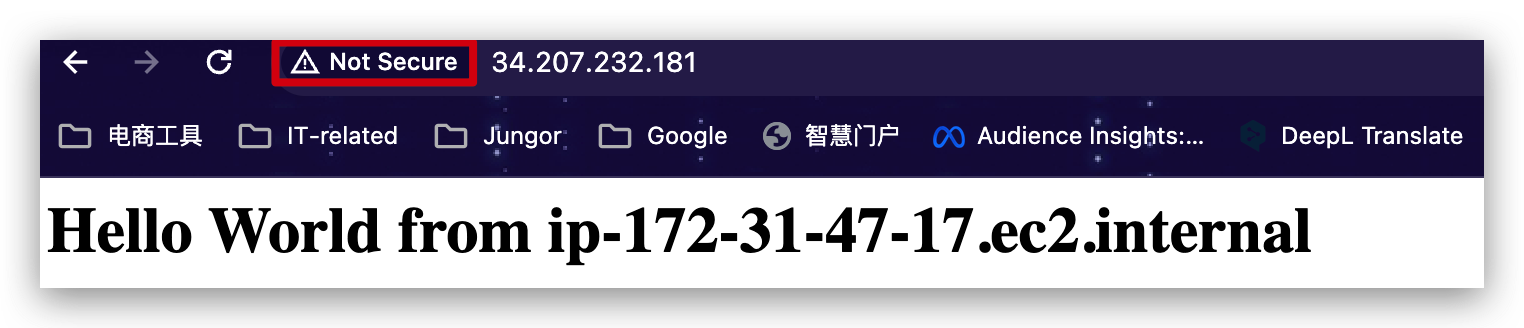 Not Secure 34.207.232.181
电商工具 IT-related Jungor Google 智慧门户 Audience Insights:... DeepL Translate
Hello World from ip-172-31-47-17.ec2.internal